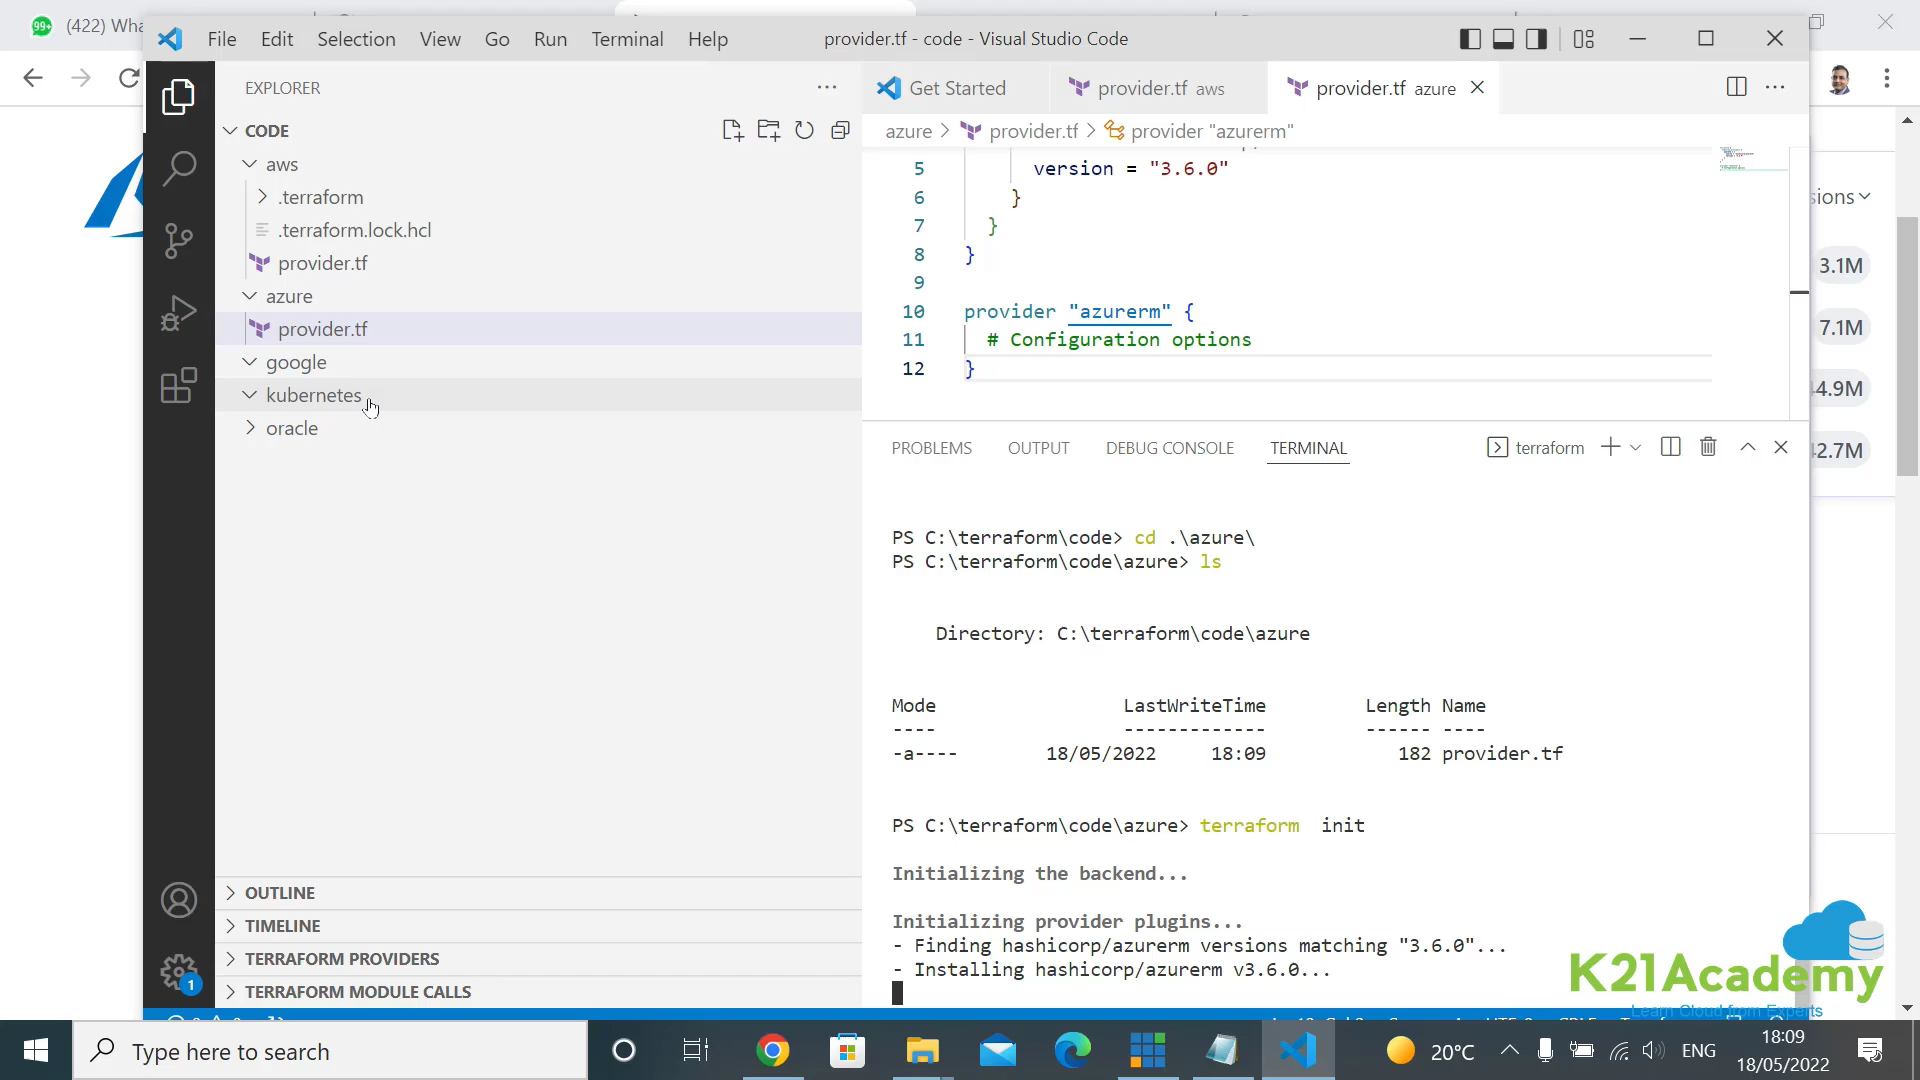 99+ (422) Wha
File Edit Selection View Go Run Terminal Help
provider.tf - code - Visual Studio Code
EXPLORER
CODE
aws
.terraform
.terraform.lock.hcl
provider.tf
azure
provider.tf
google
kubernetes
oracle
OUTLINE
TIMELINE
TERRAFORM PROVIDERS
TERRAFORM MODULE CALLS
1
Get Started
provider.tf aws
provider.tf azure
azure > provider.tf > provider "azurerm"
5 version = "3.6.0"
6 }
7 }
8 }
9
10 provider "azurerm" {
11 # Configuration options
12 }
PROBLEMS OUTPUT DEBUG CONSOLE TERMINAL
terraform
PS C:\terraform\code> cd .\azure\
PS C:\terraform\code\azure> ls
Directory: C:\terraform\code\azure
Mode LastWriteTime Length Name
---- ------------- ------ ----
-a---- 18/05/2022 18:09 182 provider.tf
PS C:\terraform\code\azure> terraform  init
Initializing the backend...
Initializing provider plugins...
- Finding hashicorp/azurerm versions matching "3.6.0"...
- Installing hashicorp/azurerm v3.6.0...
sions
3.1M
7.1M
4.9M
2.7M
K21Academy
Learn Cloud from Experts
Type here to search
20°C
ENG
18:09
18/05/2022